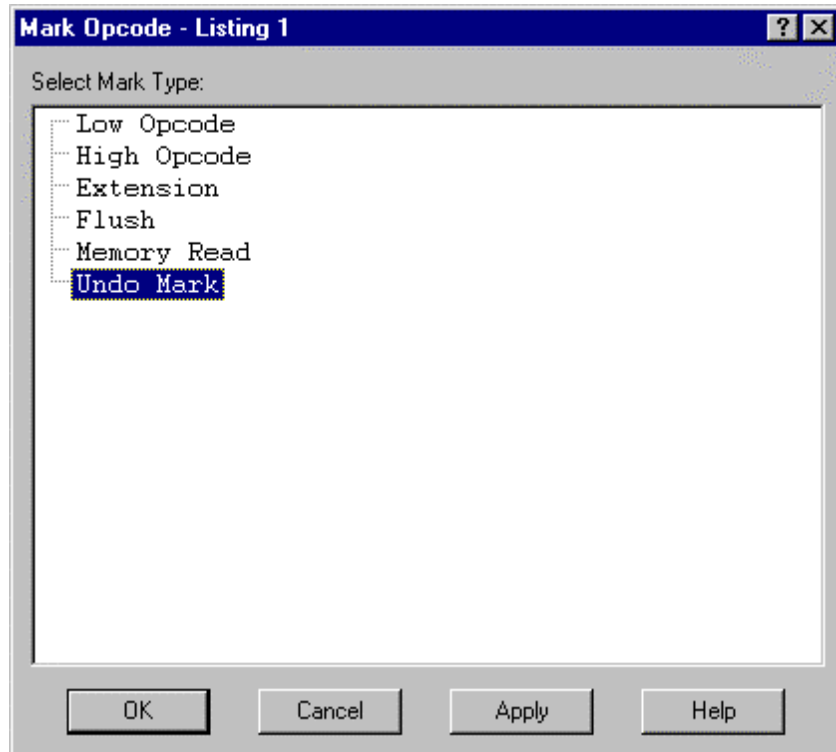 Mark Opcode - Listing 1
Select Mark Type:
Low Opcode
High Opcode
Extension
Flush
Memory Read
Undo Mark
OK Cancel Apply Help